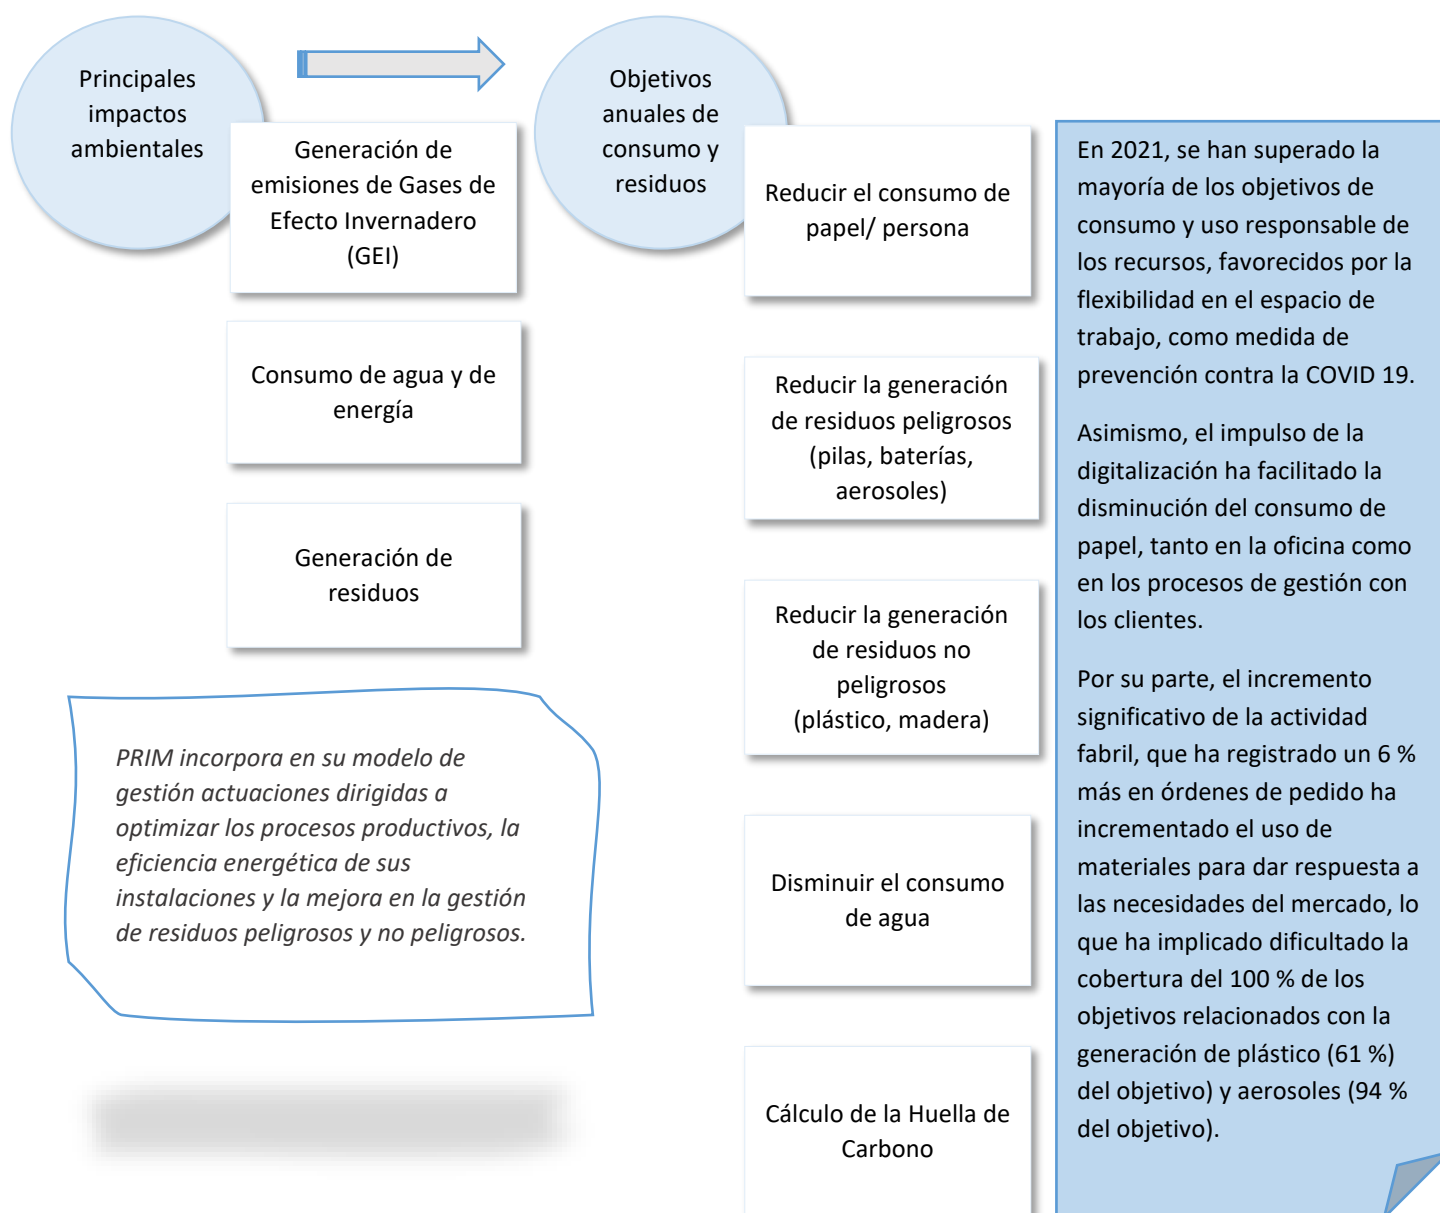 Principales
impactos
ambientales
Generación de
emisiones de Gases de
Efecto Invernadero
(GEI)
Consumo de agua y de
energía
Generación de
residuos
PRIM incorpora en su modelo de
gestión actuaciones dirigidas a
optimizar los procesos productivos, la
eficiencia energética de sus
instalaciones y la mejora en la gestión
de residuos peligrosos y no peligrosos.
Objetivos
anuales de
consumo y
residuos
Reducir el consumo de
papel/ persona
Reducir la generación
de residuos peligrosos
(pilas, baterías,
aerosoles)
Reducir la generación
de residuos no
peligrosos
(plástico, madera)
Disminuir el consumo
de agua
Cálculo de la Huella de
Carbono
En 2021, se han superado la
mayoría de los objetivos de
consumo y uso responsable de
los recursos, favorecidos por la
flexibilidad en el espacio de
trabajo, como medida de
prevención contra la COVID 19.
Asimismo, el impulso de la
digitalización ha facilitado la
disminución del consumo de
papel, tanto en la oficina como
en los procesos de gestión con
los clientes.
Por su parte, el incremento
significativo de la actividad
fabril, que ha registrado un 6 %
más en órdenes de pedido ha
incrementado el uso de
materiales para dar respuesta a
las necesidades del mercado, lo
que ha implicado dificultado la
cobertura del 100 % de los
objetivos relacionados con la
generación de plástico (61 %)
del objetivo) y aerosoles (94 %
del objetivo).